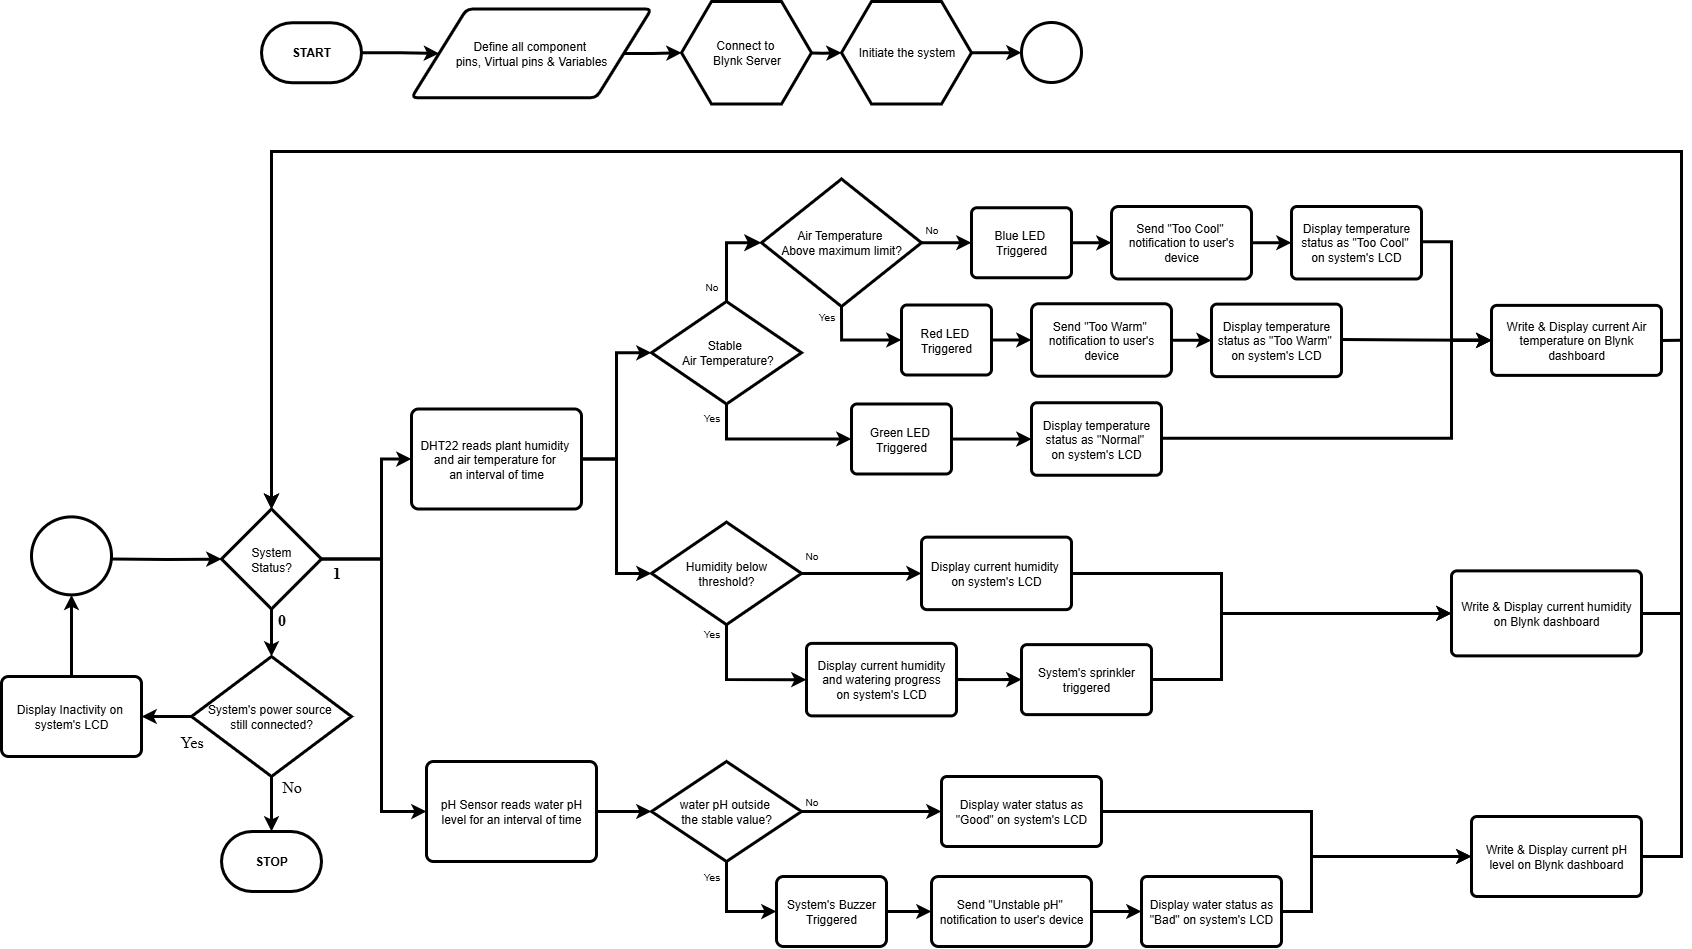 START
Define all component
pins, Virtual pins & Variables
Connect to
Blynk Server
Initiate the system
Air Temperature
Above maximum limit?
No
Yes
Blue LED
Triggered
Send "Too Cool"
notification to user's
device
Display temperature
status as "Too Cool"
on system's LCD
No
Stable
Air Temperature?
Yes
Red LED
Triggered
Send "Too Warm"
notification to user's
device
Display temperature
status as "Too Warm"
on system's LCD
Write & Display current Air
temperature on Blynk
dashboard
Green LED
Triggered
Display temperature
status as "Normal"
on system's LCD
DHT22 reads plant humidity
and air temperature for
an interval of time
System
Status?
1
0
Humidity below
threshold?
No
Yes
Display current humidity
on system's LCD
Write & Display current humidity
on Blynk dashboard
Display current humidity
and watering progress
on system's LCD
System's sprinkler
triggered
Display Inactivity on
system's LCD
System's power source
still connected?
Yes
No
STOP
pH Sensor reads water pH
level for an interval of time
water pH outside
the stable value?
No
Yes
Display water status as
"Good" on system's LCD
Write & Display current pH
level on Blynk dashboard
System's Buzzer
Triggered
Send "Unstable pH"
notification to user's device
Display water status as
"Bad" on system's LCD